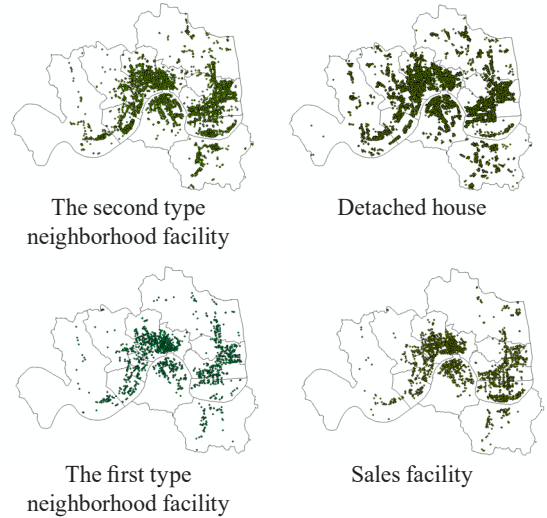 The second type
neighborhood facility
Detached house
The first type
neighborhood facility
Sales facility